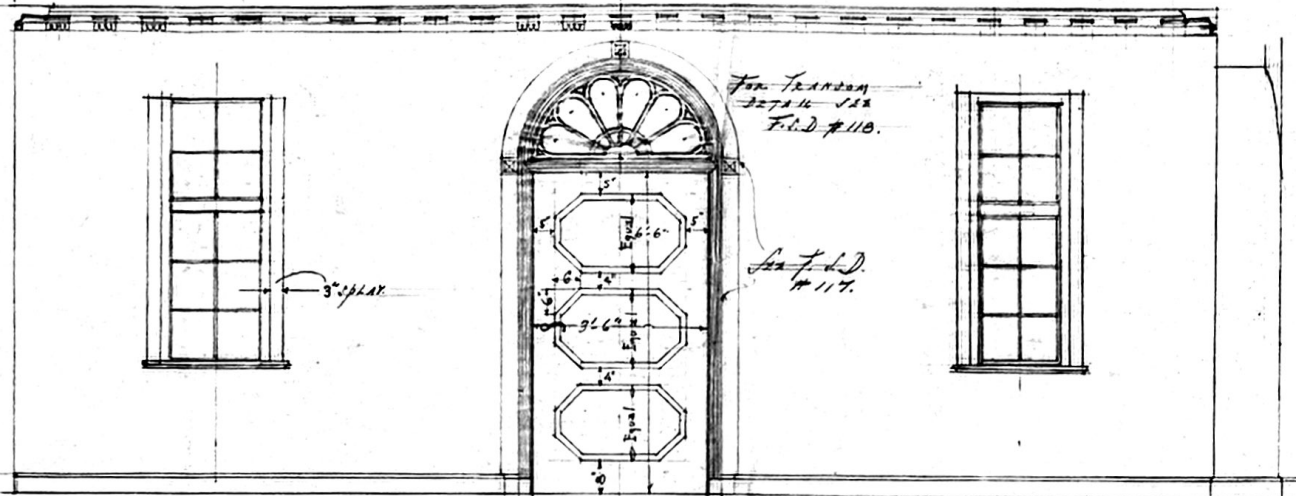 For Transom
Detail See
F.S.D #118.
5"
5"
Equal
6'-6"
5"
See F.S.D.
#117.
6"
4"
3" Splay.
6"
3'-6"
Equal
4"
Equal
8"